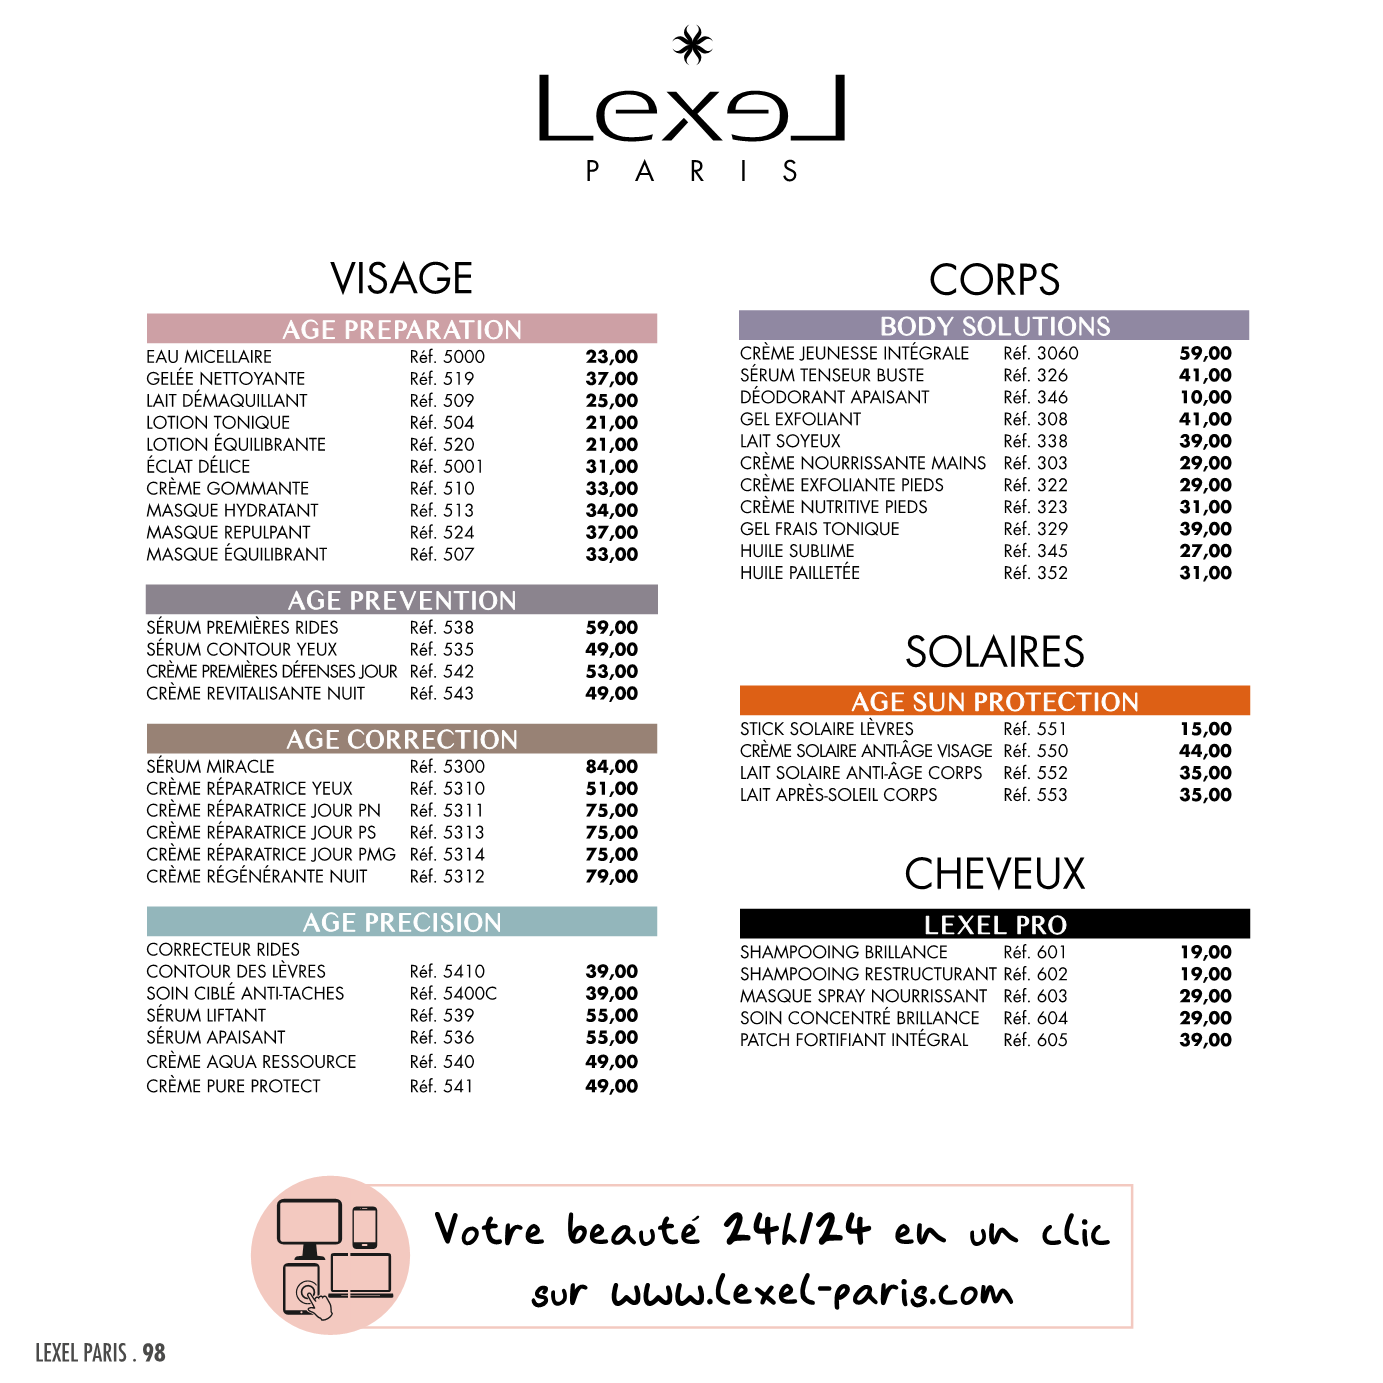 Lexel
PARIS
VISAGE
AGE PREPARATION
EAU MICELLAIRE Réf. 5000 23,00
GELÉE NETTOYANTE Réf. 519 37,00
LAIT DÉMAQUILLANT Réf. 509 25,00
LOTION TONIQUE Réf. 504 21,00
LOTION ÉQUILIBRANTE Réf. 520 21,00
ÉCLAT DÉLICE Réf. 5001 31,00
CRÈME GOMMANTE Réf. 510 33,00
MASQUE HYDRATANT Réf. 513 34,00
MASQUE REPULPANT Réf. 524 37,00
MASQUE ÉQUILIBRANT Réf. 507 33,00
AGE PREVENTION
SÉRUM PREMIÈRES RIDES Réf. 538 59,00
SÉRUM CONTOUR YEUX Réf. 535 49,00
CRÈME PREMIÈRES DÉFENSES JOUR Réf. 542 53,00
CRÈME REVITALISANTE NUIT Réf. 543 49,00
AGE CORRECTION
SÉRUM MIRACLE Réf. 5300 84,00
CRÈME RÉPARATRICE YEUX Réf. 5310 51,00
CRÈME RÉPARATRICE JOUR PN Réf. 5311 75,00
CRÈME RÉPARATRICE JOUR PS Réf. 5313 75,00
CRÈME RÉPARATRICE JOUR PMG Réf. 5314 75,00
CRÈME RÉGÉNÉRANTE NUIT Réf. 5312 79,00
AGE PRECISION
CORRECTEUR RIDES
CONTOUR DES LÈVRES Réf. 5410 39,00
SOIN CIBLÉ ANTI-TACHES Réf. 5400C 39,00
SÉRUM LIFTANT Réf. 539 55,00
SÉRUM APAISANT Réf. 536 55,00
CRÈME AQUA RESSOURCE Réf. 540 49,00
CRÈME PURE PROTECT Réf. 541 49,00
CORPS
BODY SOLUTIONS
CRÈME JEUNESSE INTÉGRALE Réf. 3060 59,00
SÉRUM TENSEUR BUSTE Réf. 326 41,00
DÉODORANT APAISANT Réf. 346 10,00
GEL EXFOLIANT Réf. 308 41,00
LAIT SOYEUX Réf. 338 39,00
CRÈME NOURRISSANTE MAINS Réf. 303 29,00
CRÈME EXFOLIANTE PIEDS Réf. 322 29,00
CRÈME NUTRITIVE PIEDS Réf. 323 31,00
GEL FRAIS TONIQUE Réf. 329 39,00
HUILE SUBLIME Réf. 345 27,00
HUILE PAILLETÉE Réf. 352 31,00
SOLAIRES
AGE SUN PROTECTION
STICK SOLAIRE LÈVRES Réf. 551 15,00
CRÈME SOLAIRE ANTI-ÂGE VISAGE Réf. 550 44,00
LAIT SOLAIRE ANTI-ÂGE CORPS Réf. 552 35,00
LAIT APRÈS-SOLEIL CORPS Réf. 553 35,00
CHEVEUX
LEXEL PRO
SHAMPOOING BRILLANCE Réf. 601 19,00
SHAMPOOING RESTRUCTURANT Réf. 602 19,00
MASQUE SPRAY NOURRISSANT Réf. 603 29,00
SOIN CONCENTRÉ BRILLANCE Réf. 604 29,00
PATCH FORTIFIANT INTÉGRAL Réf. 605 39,00
Votre beauté 24h/24 en un clic
sur www.lexel-paris.com
LEXEL PARIS . 98